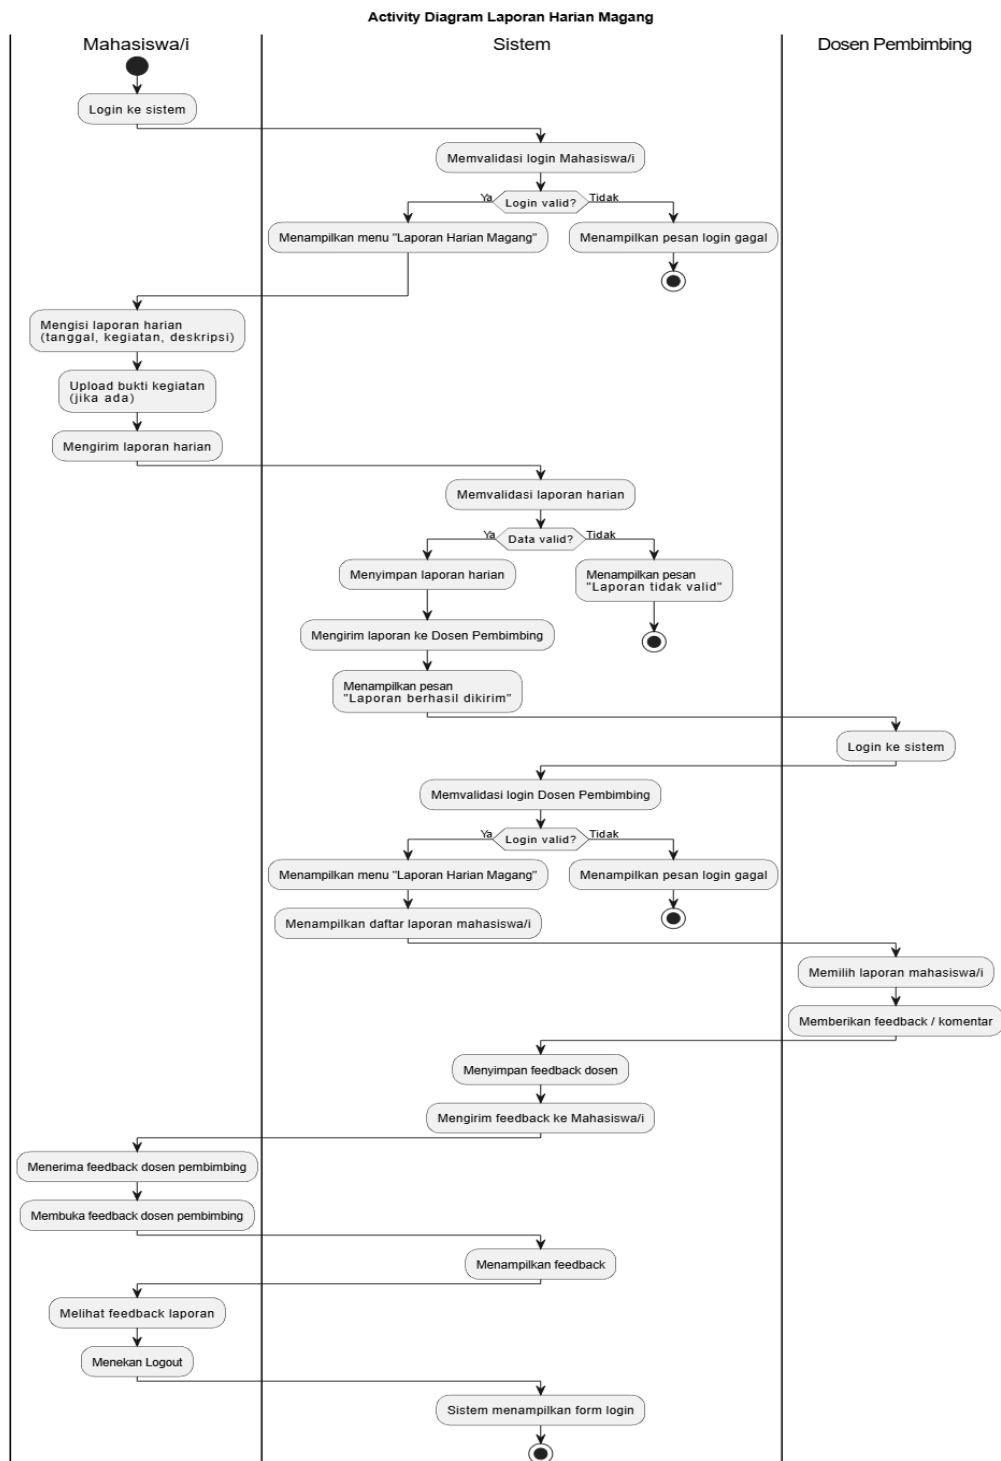 Activity Diagram Laporan Harian Magang
Mahasiswa/i
Sistem
Dosen Pembimbing
Login ke sistem
Memvalidasi login Mahasiswa/i
Ya
Login valid?
Tidak
Menampilkan menu "Laporan Harian Magang"
Menampilkan pesan login gagal
Mengisi laporan harian
(tanggal, kegiatan, deskripsi)
Upload bukti kegiatan
(jika ada)
Mengirim laporan harian
Memvalidasi laporan harian
Ya
Data valid?
Tidak
Menyimpan laporan harian
Menampilkan pesan
"Laporan tidak valid"
Mengirim laporan ke Dosen Pembimbing
Menampilkan pesan
"Laporan berhasil dikirim"
Login ke sistem
Memvalidasi login Dosen Pembimbing
Ya
Login valid?
Tidak
Menampilkan menu "Laporan Harian Magang"
Menampilkan pesan login gagal
Menampilkan daftar laporan mahasiswa/i
Memilih laporan mahasiswa/i
Memberikan feedback / komentar
Menyimpan feedback dosen
Mengirim feedback ke Mahasiswa/i
Menerima feedback dosen pembimbing
Membuka feedback dosen pembimbing
Menampilkan feedback
Melihat feedback laporan
Menekan Logout
Sistem menampilkan form login